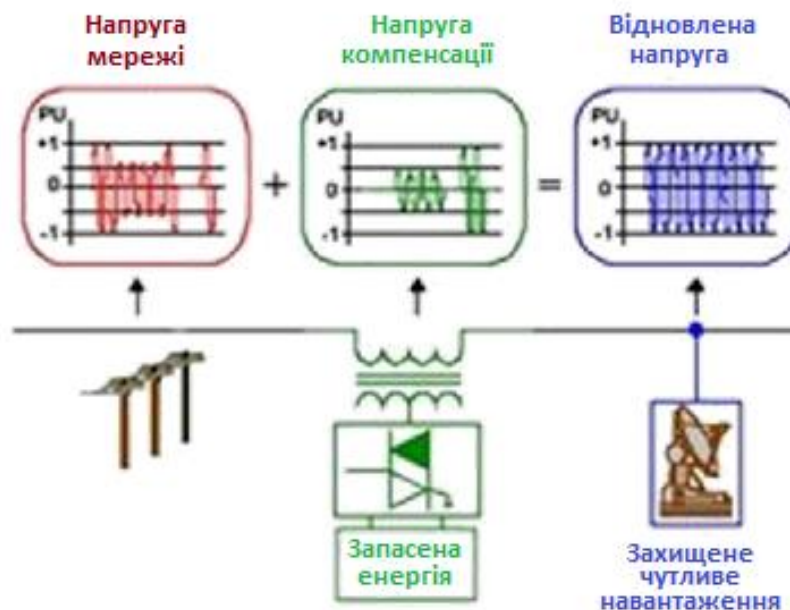 Напруга
мережі
Напруга
компенсації
Відновлена
напруга
PU
+1
0
-1
+
PU
+1
0
-1
=
PU
+1
0
-1
Запасена
енергія
Захищене
чутливе
навантаження